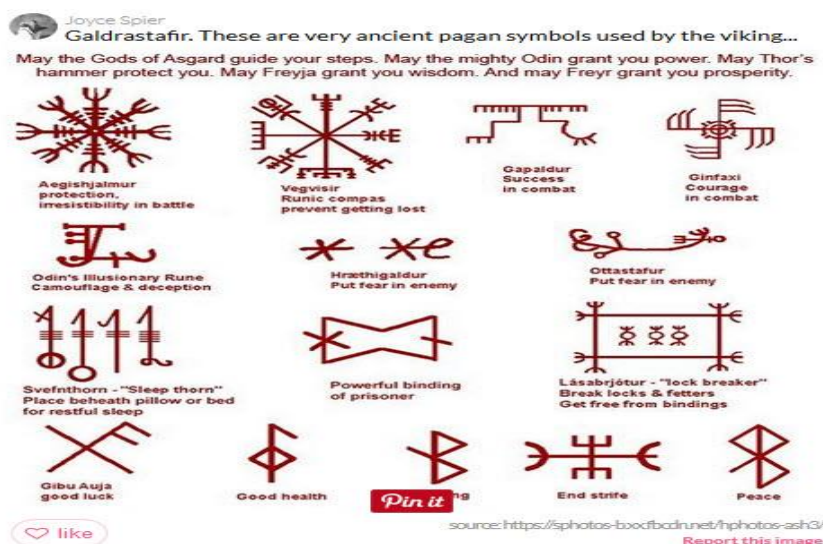 Joyce Spier
Galdrastafir. These are very ancient pagan symbols used by the viking...
May the Gods of Asgard guide your steps. May the mighty Odin grant you power. May Thor's
hammer protect you. May Freyja grant you wisdom. And may Freyr grant you prosperity.
Aegishjalmur
protection,
irresistibility in battle
Vegvisir
Runic compas
prevent getting lost
Gapaldur
Success
in combat
Ginfaxi
Courage
in combat
Odin's Illusionary Rune
Camouflage & deception
Hræthigaldur
Put fear in enemy
Ottastafur
Put fear in enemy
Svefnthorn - "Sleep thorn"
Place beheath pillow or bed
for restful sleep
Powerful binding
of prisoner
Lásabrjótur - "lock breaker"
Break locks & fetters
Get free from bindings
Gibu Auja
good luck
Good health
Pin it
End strife
Peace
like
source: https://sphotos-b.xx.fbcdn.net/hphotos-ash3/
Report this image